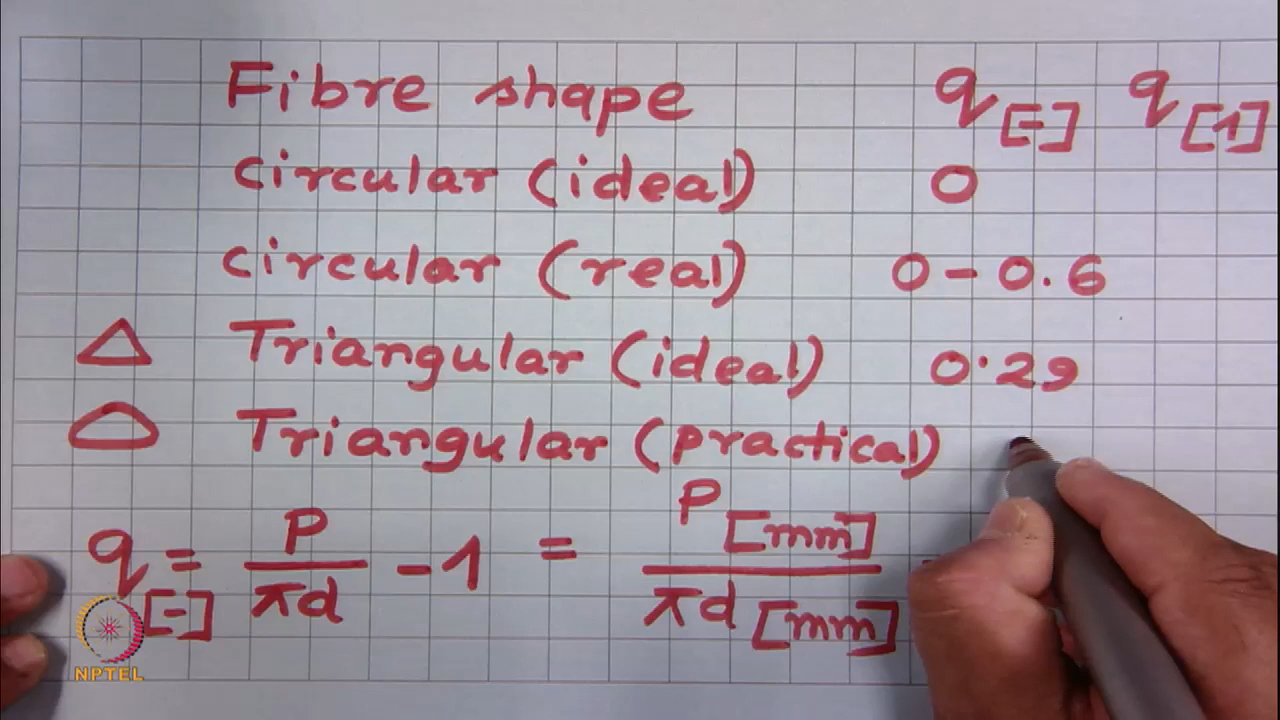 Fibre shape q[-] q[1]
circular (ideal) 0
circular (real) 0 - 0.6
Triangular (ideal) 0.29
Triangular (practical)
q[-] = P/πd - 1 = P[mm]/πd[mm]
NPTEL